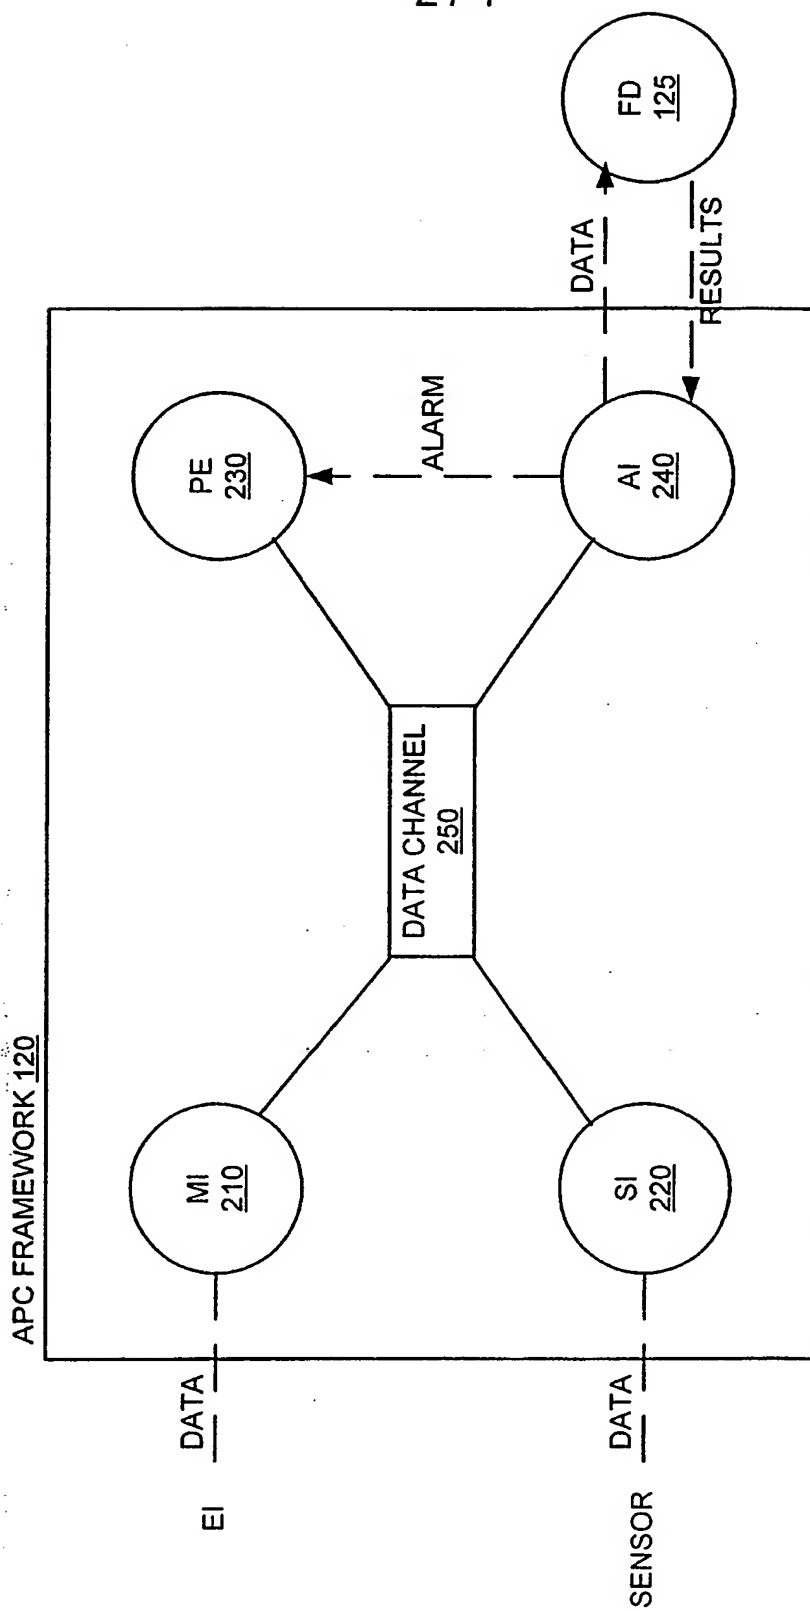 APC FRAMEWORK 120
EI
DATA
MI
210
PE
230
DATA CHANNEL
250
ALARM
SENSOR
DATA
SI
220
AI
240
DATA
FD
125
RESULTS